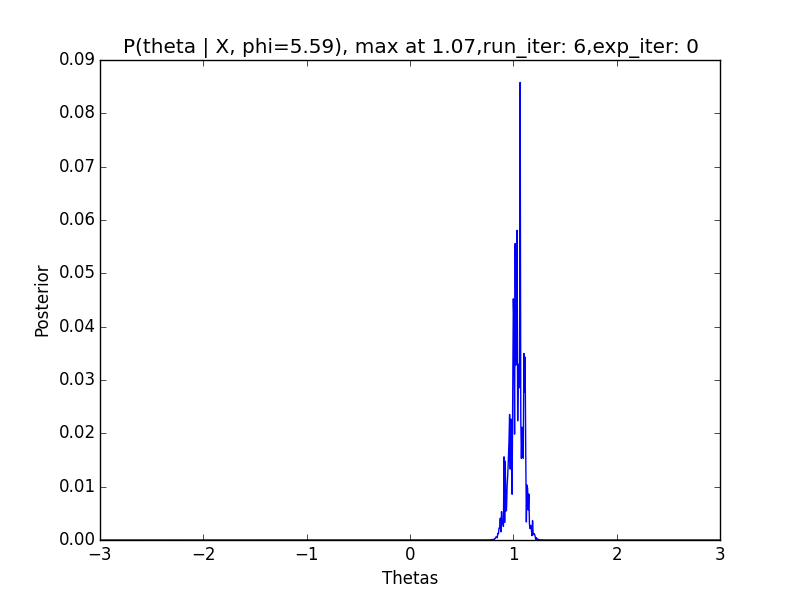 P(theta | X, phi=5.59), max at 1.07,run_iter: 6,exp_iter: 0
0.09
0.08
0.07
0.06
0.05
0.04
0.03
0.02
0.01
0.00
Posterior
−3 −2 −1 0 1 2 3
Thetas